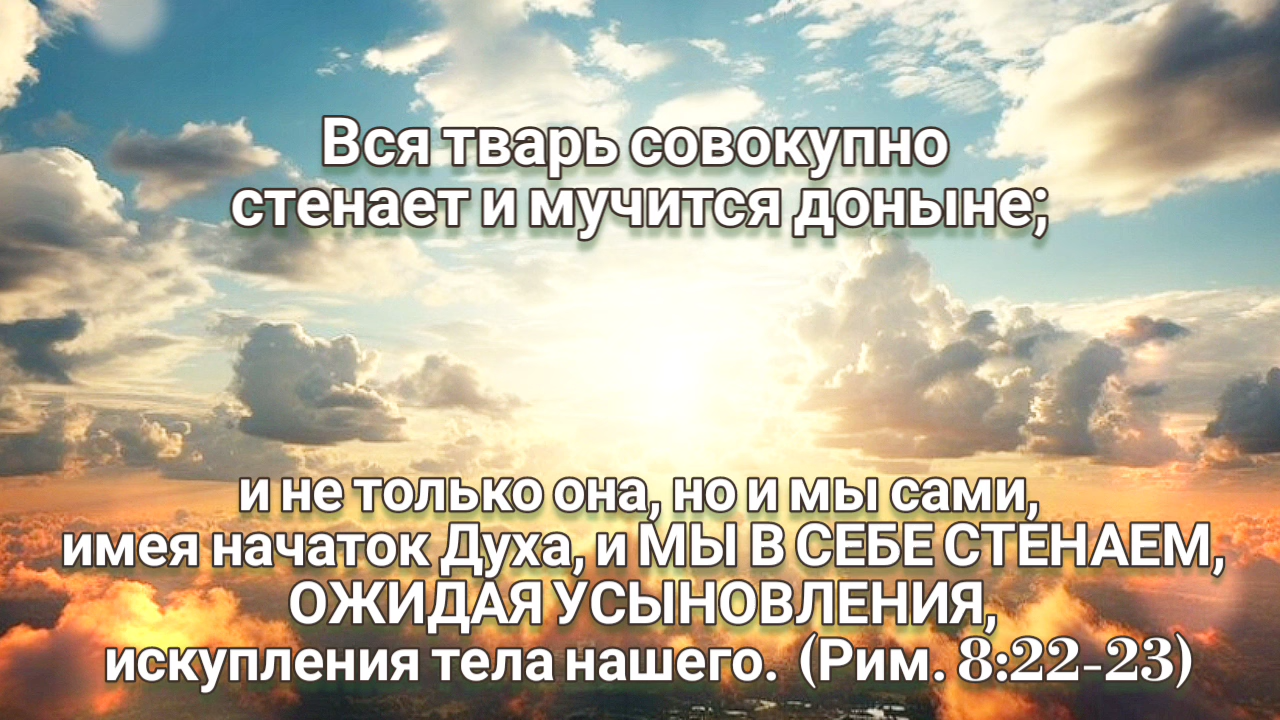 Вся тварь совокупно
стенает и мучится доныне;
и не только она, но и мы сами,
имея начаток Духа, и МЫ В СЕБЕ СТЕНАЕМ,
ОЖИДАЯ УСЫНОВЛЕНИЯ,
искупления тела нашего. (Рим. 8:22-23)